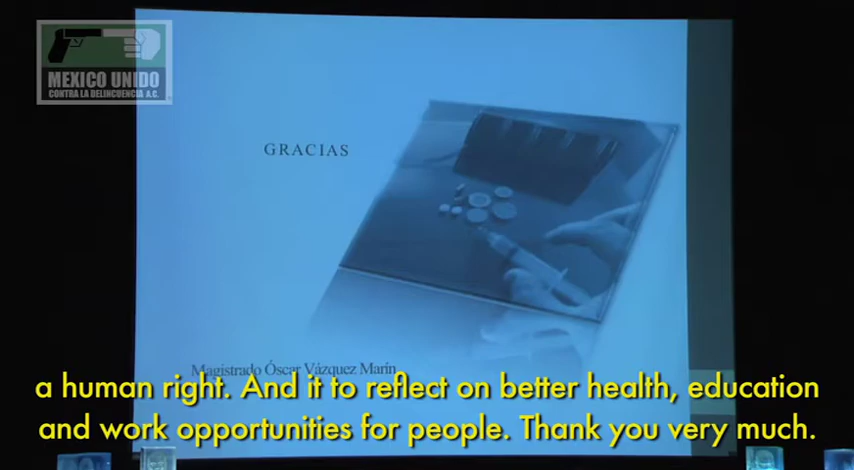 MEXICO UNIDO
CONTRA LA DELINCUENCIA A.C.
GRACIAS
Magistrado Óscar Vázquez Marín
a human right. And it to reflect on better health, education
and work opportunities for people. Thank you very much.